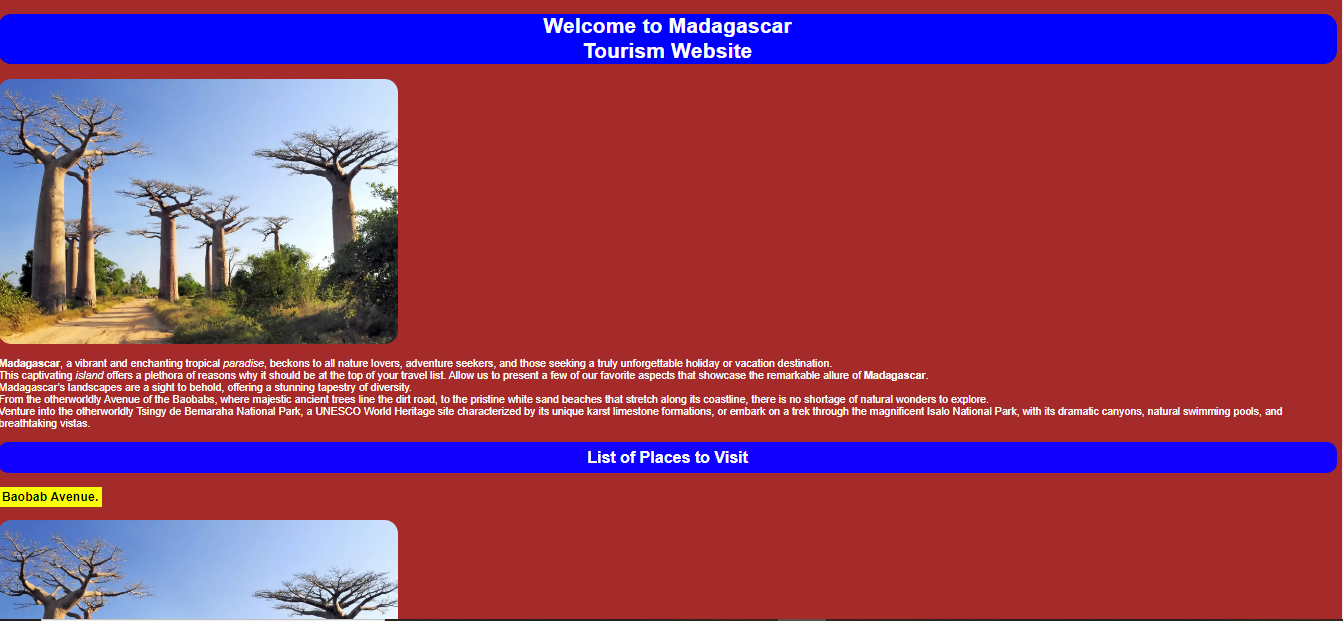 Welcome to Madagascar
Tourism Website
Madagascar, a vibrant and enchanting tropical paradise, beckons to all nature lovers, adventure seekers, and those seeking a truly unforgettable holiday or vacation destination.
This captivating island offers a plethora of reasons why it should be at the top of your travel list. Allow us to present a few of our favorite aspects that showcase the remarkable allure of Madagascar.
Madagascar's landscapes are a sight to behold, offering a stunning tapestry of diversity.
From the otherworldly Avenue of the Baobabs, where majestic ancient trees line the dirt road, to the pristine white sand beaches that stretch along its coastline, there is no shortage of natural wonders to explore.
Venture into the otherworldly Tsingy de Bemaraha National Park, a UNESCO World Heritage site characterized by its unique karst limestone formations, or embark on a trek through the magnificent Isalo National Park, with its dramatic canyons, natural swimming pools, and
breathtaking vistas.
List of Places to Visit
Baobab Avenue.